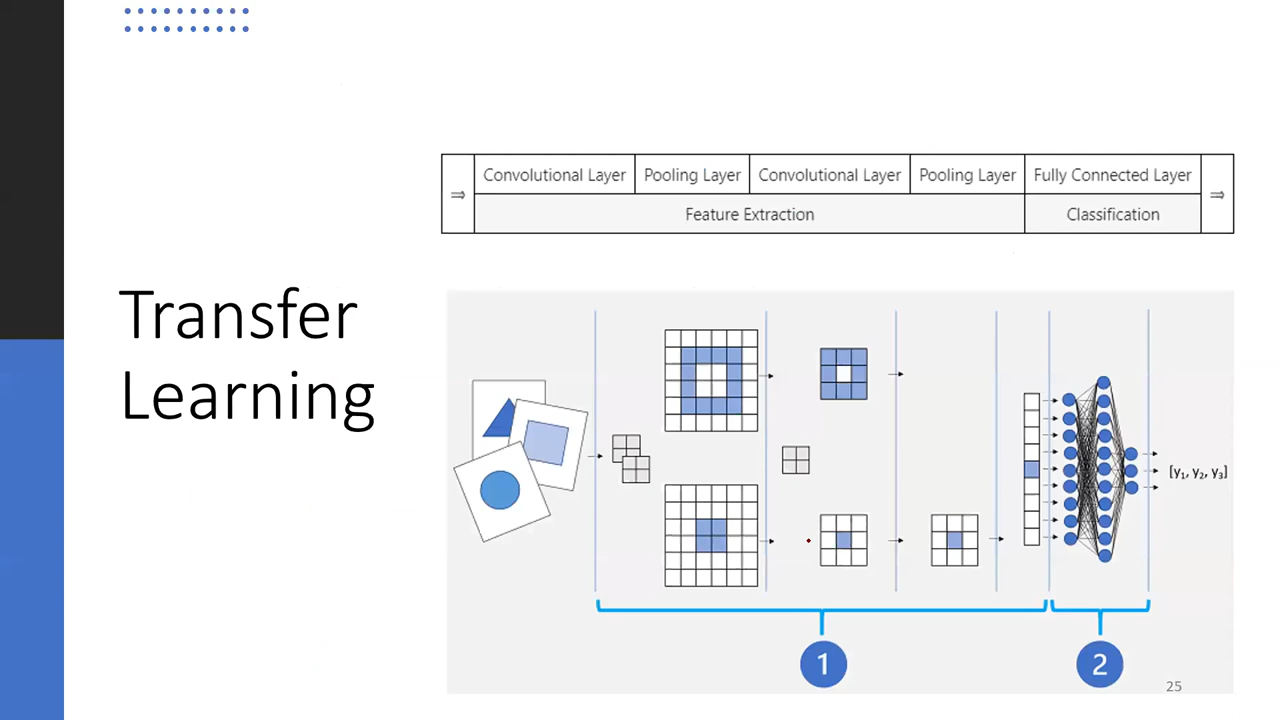 ⇒ Convolutional Layer Pooling Layer Convolutional Layer Pooling Layer Fully Connected Layer ⇒
Feature Extraction Classification
Transfer
Learning
[y₁, y₂, y₃]
1 2
25